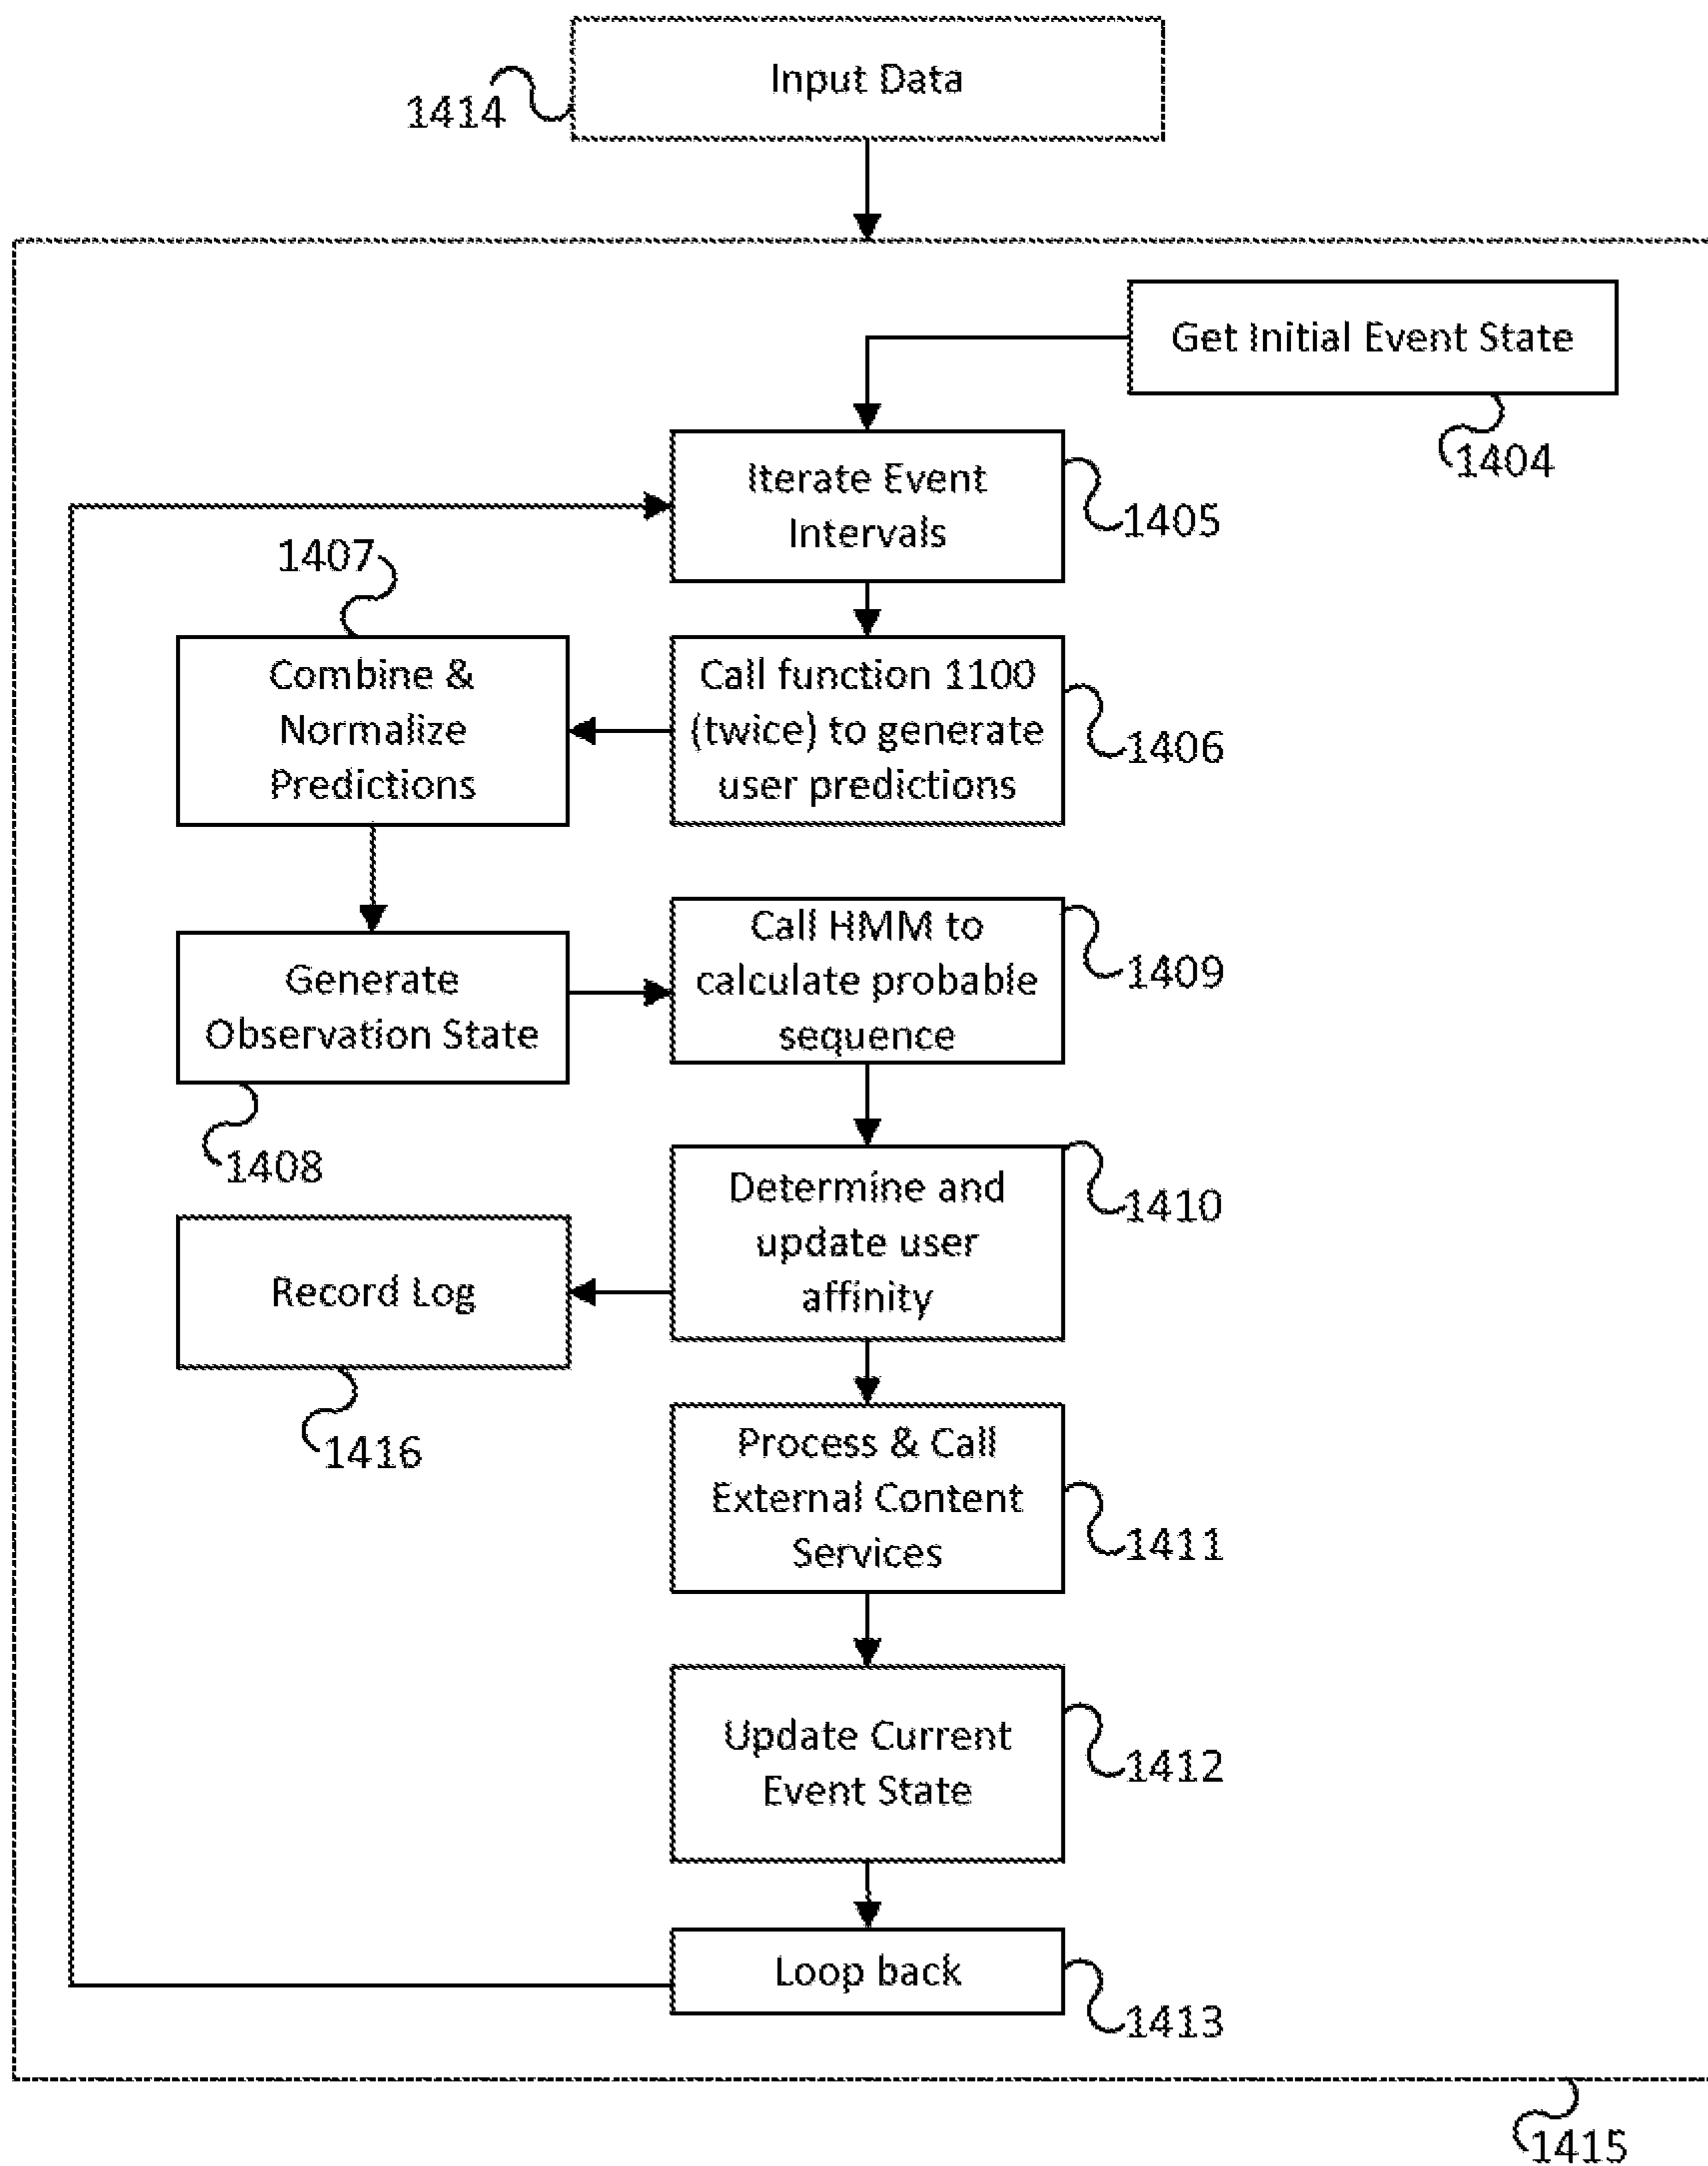 Input Data
1414
Get Initial Event State
1404
Iterate Event
Intervals
1405
1407
Combine &
Normalize
Predictions
Call function 1100
(twice) to generate
user predictions
1406
Generate
Observation State
1408
Call HMM to
calculate probable
sequence
1409
Determine and
update user
affinity
1410
Record Log
1416
Process & Call
External Content
Services
1411
Update Current
Event State
1412
Loop back
1413
1415